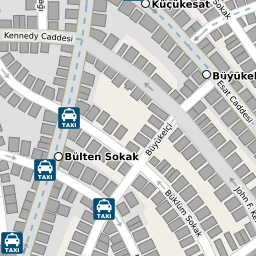 Küçükesat
Kennedy Caddesi
Büyükel
Esat Caddesi
TAXI
Büyükelçi
TAXI
Bülten Sokak
Büklüm Sokak
John F. Ke
TAXI
TAXI